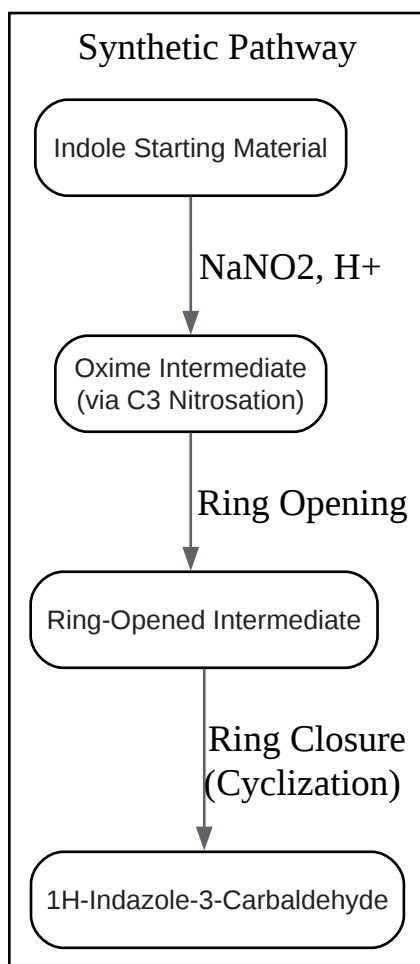 Synthetic Pathway
Indole Starting Material
NaNO2, H+
Oxime Intermediate
(via C3 Nitrosation)
Ring Opening
Ring-Opened Intermediate
Ring Closure
(Cyclization)
1H-Indazole-3-Carbaldehyde